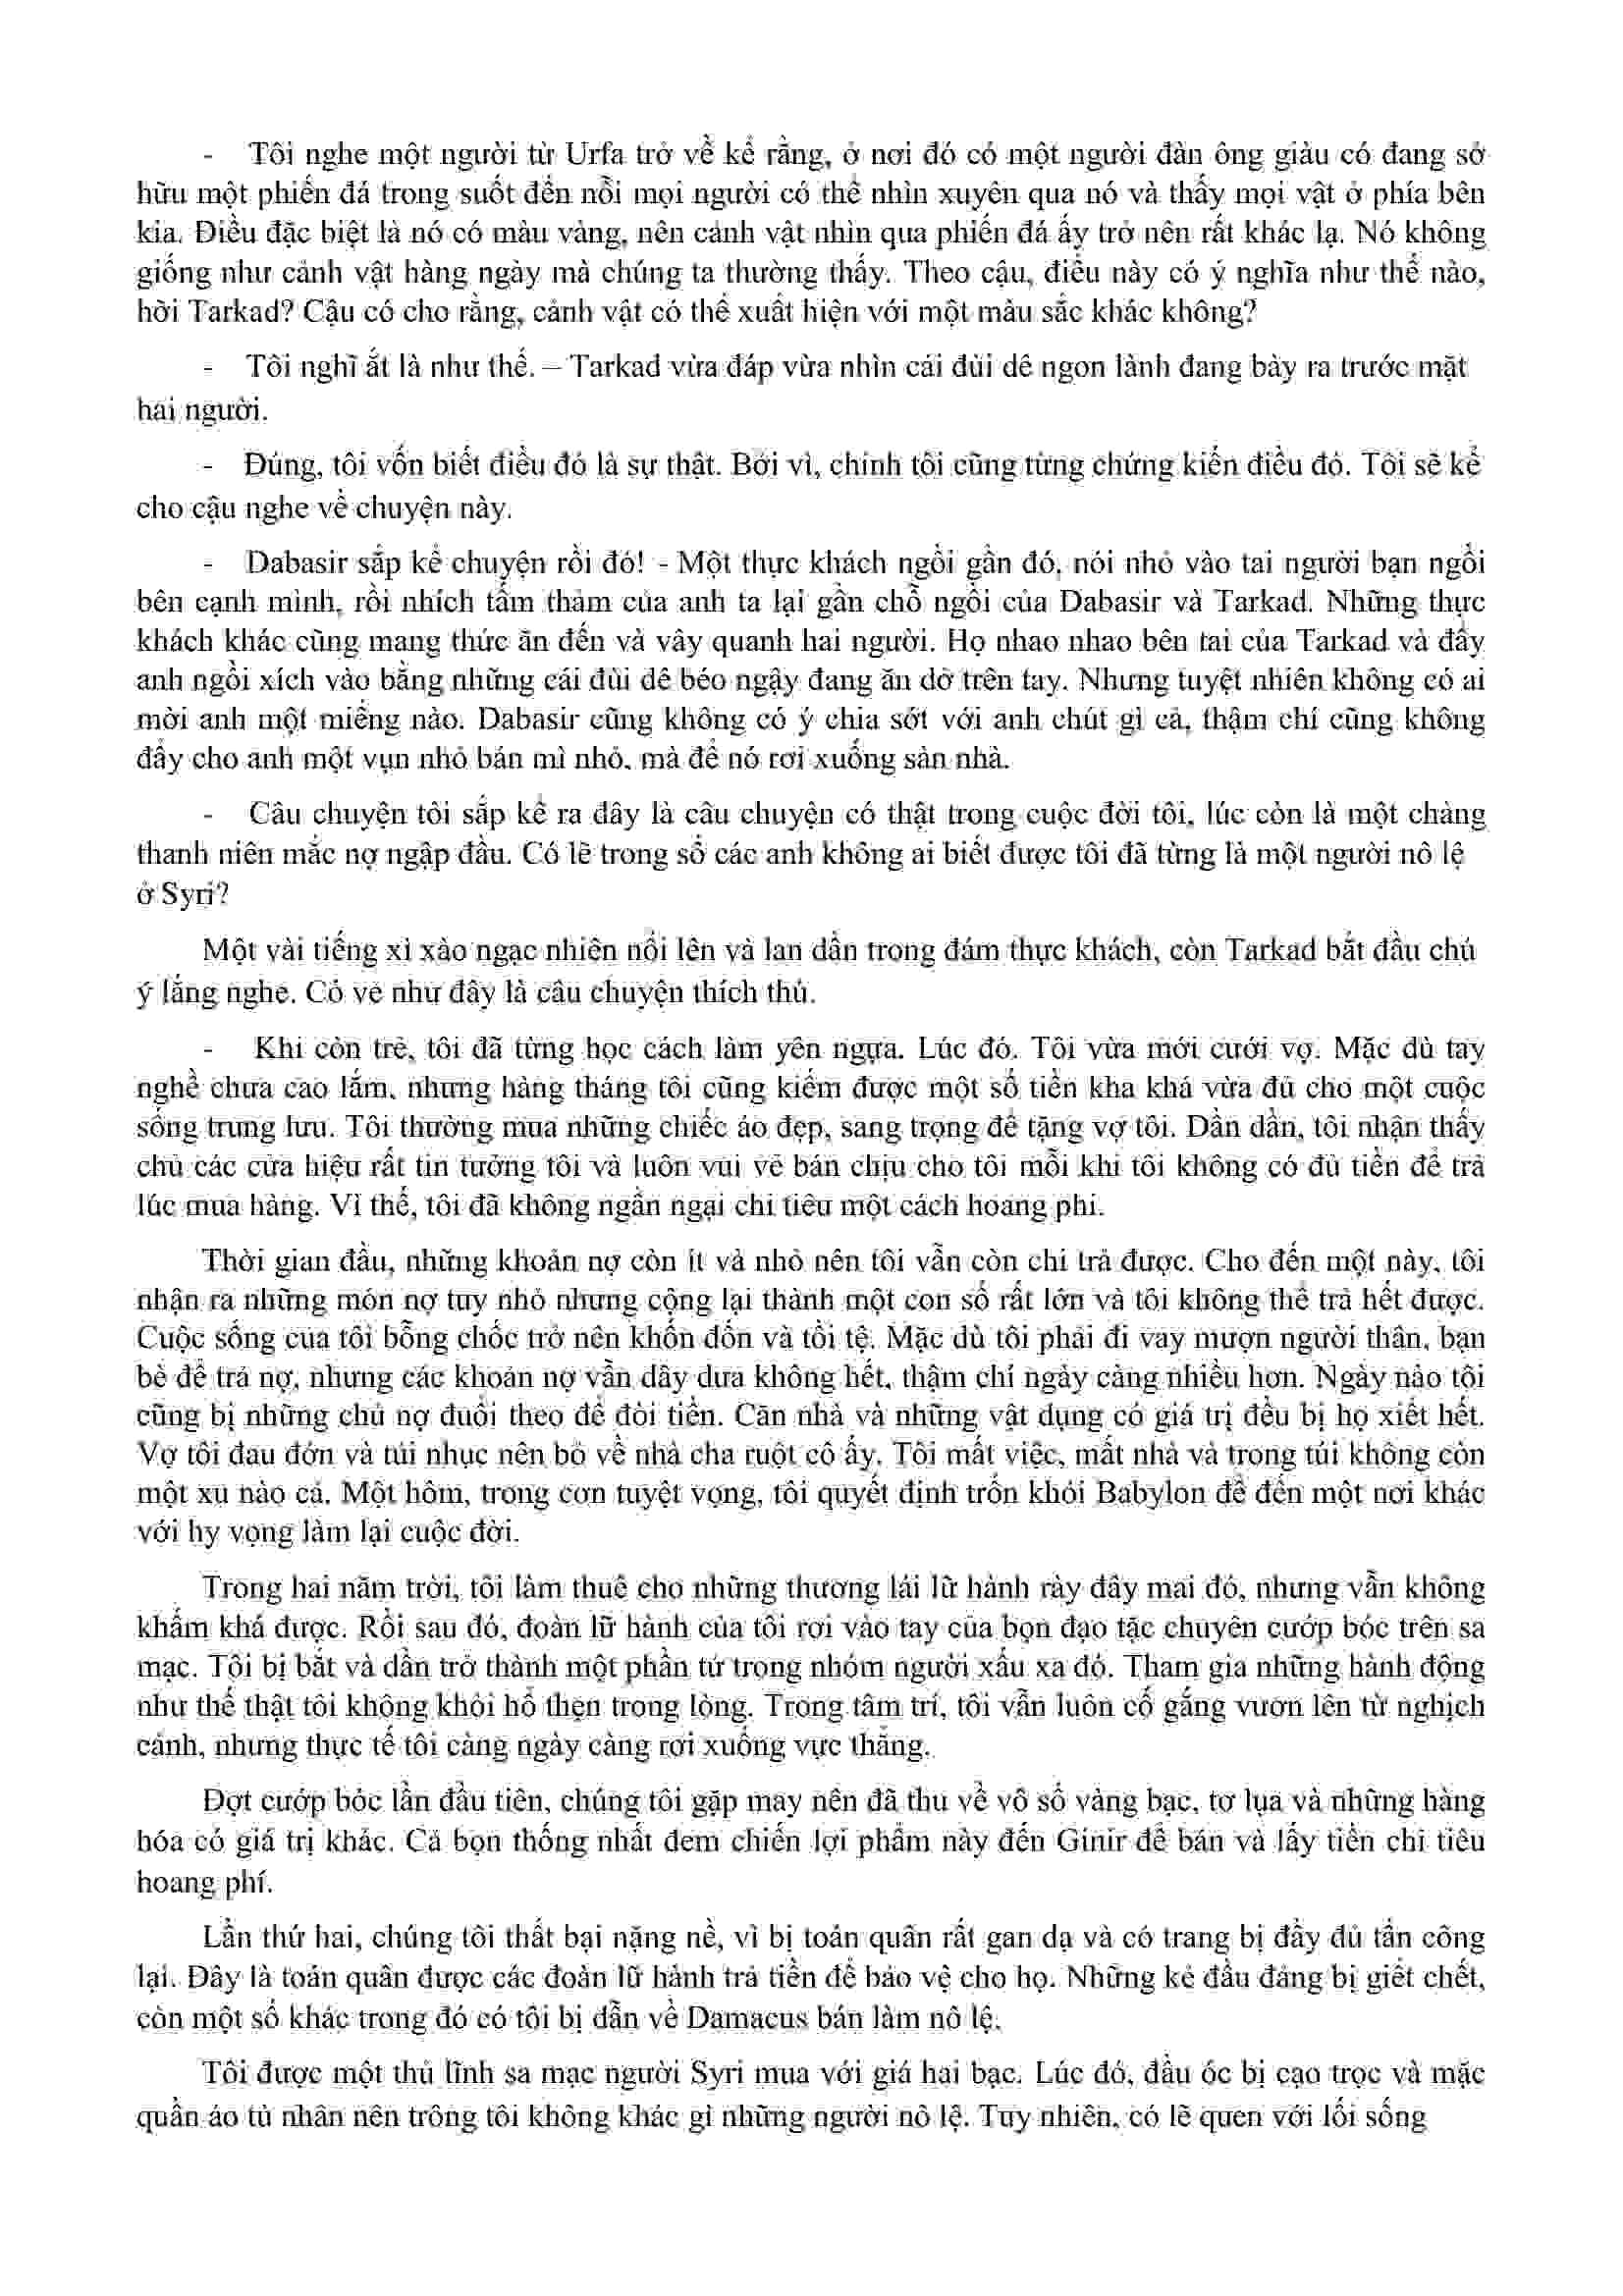 - Tôi nghe một người từ Urfa trở về kể rằng, ở nơi đó có một người đàn ông giàu có đang sở
hữu một phiến đá trong suốt đến nỗi mọi người có thể nhìn xuyên qua nó và thấy mọi vật ở phía bên
kia. Điều đặc biệt là nó có màu vàng, nên cảnh vật nhìn qua phiến đá ấy trở nên rất khác lạ. Nó không
giống như cảnh vật hàng ngày mà chúng ta thường thấy. Theo cậu, điều này có ý nghĩa như thế nào,
hời Tarkad? Cậu có cho rằng, cảnh vật có thể xuất hiện với một màu sắc khác không?
- Tôi nghĩ ắt là như thế. – Tarkad vừa đáp vừa nhìn cái đùi dê ngon lành đang bày ra trước mặt
hai người.
- Đúng, tôi vốn biết điều đó là sự thật. Bởi vì, chính tôi cũng từng chứng kiến điều đó. Tôi sẽ kể
cho cậu nghe về chuyện này.
- Dabasir sắp kể chuyện rồi đó! - Một thực khách ngồi gần đó, nói nhỏ vào tai người bạn ngồi
bên cạnh mình, rồi nhích tấm thảm của anh ta lại gần chỗ ngồi của Dabasir và Tarkad. Những thực
khách khác cũng mang thức ăn đến và vây quanh hai người. Họ nhao nhao bên tai của Tarkad và đẩy
anh ngồi xích vào bằng những cái đùi dê béo ngậy đang ăn dở trên tay. Nhưng tuyệt nhiên không có ai
mời anh một miếng nào. Dabasir cũng không có ý chia sớt với anh chút gì cả, thậm chí cũng không
đẩy cho anh một vụn nhỏ bán mì nhỏ, mà để nó rơi xuống sàn nhà.
- Câu chuyện tôi sắp kể ra đây là câu chuyện có thật trong cuộc đời tôi, lúc còn là một chàng
thanh niên mắc nợ ngập đầu. Có lẽ trong số các anh không ai biết được tôi đã từng là một người nô lệ
ở Syri?
Một vài tiếng xì xào ngạc nhiên nổi lên và lan dần trong đám thực khách, còn Tarkad bắt đầu chú
ý lắng nghe. Có vẻ như đây là câu chuyện thích thú.
- Khi còn trẻ, tôi đã từng học cách làm yên ngựa. Lúc đó. Tôi vừa mới cưới vợ. Mặc dù tay
nghề chưa cao lắm, nhưng hàng tháng tôi cũng kiếm được một số tiền kha khá vừa đủ cho một cuộc
sống trung lưu. Tôi thường mua những chiếc áo đẹp, sang trọng để tặng vợ tôi. Dần dần, tôi nhận thấy
chủ các cửa hiệu rất tin tưởng tôi và luôn vui vẻ bán chịu cho tôi mỗi khi tôi không có đủ tiền để trả
lúc mua hàng. Vì thế, tôi đã không ngần ngại chi tiêu một cách hoang phí.
Thời gian đầu, những khoản nợ còn ít và nhỏ nên tôi vẫn còn chi trả được. Cho đến một này, tôi
nhận ra những món nợ tuy nhỏ nhưng cộng lại thành một con số rất lớn và tôi không thể trả hết được.
Cuộc sống của tôi bỗng chốc trở nên khốn đốn và tồi tệ. Mặc dù tôi phải đi vay mượn người thân, bạn
bè để trả nợ, nhưng các khoản nợ vẫn dây dưa không hết, thậm chí ngày càng nhiều hơn. Ngày nào tôi
cũng bị những chủ nợ đuổi theo để đòi tiền. Căn nhà và những vật dụng có giá trị đều bị họ xiết hết.
Vợ tôi đau đớn và tủi nhục nên bỏ về nhà cha ruột cô ấy. Tôi mất việc, mất nhà và trong túi không còn
một xu nào cả. Một hôm, trong cơn tuyệt vọng, tôi quyết định trốn khỏi Babylon để đến một nơi khác
với hy vọng làm lại cuộc đời.
Trong hai năm trời, tôi làm thuê cho những thương lái lữ hành rày đây mai đó, nhưng vẫn không
khấm khá được. Rồi sau đó, đoàn lữ hành của tôi rơi vào tay của bọn đạo tặc chuyên cướp bóc trên sa
mạc. Tôi bị bắt và dần trở thành một phần tử trong nhóm người xấu xa đó. Tham gia những hành động
như thế thật tôi không khỏi hổ thẹn trong lòng. Trong tâm trí, tôi vẫn luôn cố gắng vươn lên từ nghịch
cảnh, nhưng thực tế tôi càng ngày càng rơi xuống vực thẳng.
Đợt cướp bóc lần đầu tiên, chúng tôi gặp may nên đã thu về vô số vàng bạc, tơ lụa và những hàng
hóa có giá trị khác. Cả bọn thống nhất đem chiến lợi phẩm này đến Ginir để bán và lấy tiền chi tiêu
hoang phí.
Lần thứ hai, chúng tôi thất bại nặng nề, vì bị toán quân rất gan dạ và có trang bị đầy đủ tấn công
lại. Đây là toán quân được các đoàn lữ hành trả tiền để bảo vệ cho họ. Những kẻ đầu đảng bị giết chết,
còn một số khác trong đó có tôi bị dẫn về Damacus bán làm nô lệ.
Tôi được một thủ lĩnh sa mạc người Syri mua với giá hai bạc. Lúc đó, đầu óc bị cạo trọc và mặc
quần áo tù nhân nên trông tôi không khác gì những người nô lệ. Tuy nhiên, có lẽ quen với lối sống